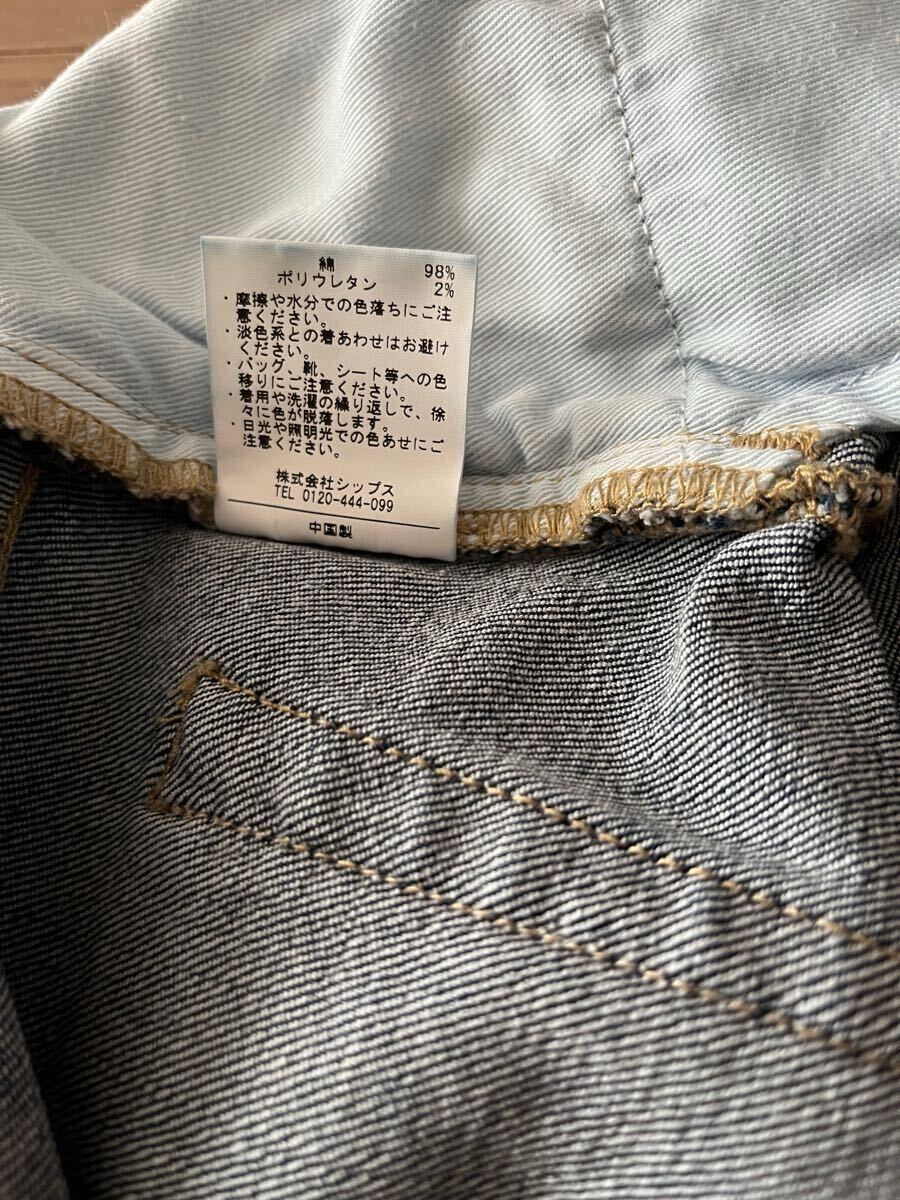 綿 98%
ポリウレタン 2%
・摩擦や水分での色落ちにご注
意ください。
・淡色系との着あわせはお避け
ください。
・バッグ、靴、シート等への色
移りにご注意ください。
・着用や洗濯の繰り返しで、徐
々に色が脱落します。
・日光や照明光での色あせにご
注意ください。
株式会社シップス
TEL 0120-444-099
中国製